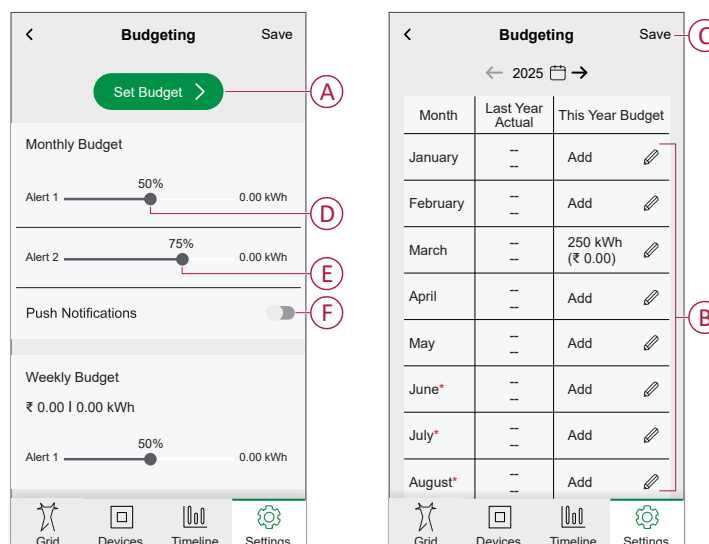 Budgeting
Save
Set Budget
A
Monthly Budget
50%
Alert 1
0.00 kWh
D
75%
Alert 2
0.00 kWh
E
Push Notifications
F
Weekly Budget
₹ 0.00 | 0.00 kWh
50%
Alert 1
0.00 kWh
Grid
Devices
Timeline
Settings
Budgeting
Save
C
2025
Month
Last Year
Actual
This Year Budget
January
--
--
Add
February
--
--
Add
March
--
--
250 kWh
(₹ 0.00)
April
--
--
Add
May
--
--
Add
June*
--
--
Add
July*
--
--
Add
August*
--
--
Add
B
Grid
Devices
Timeline
Settings